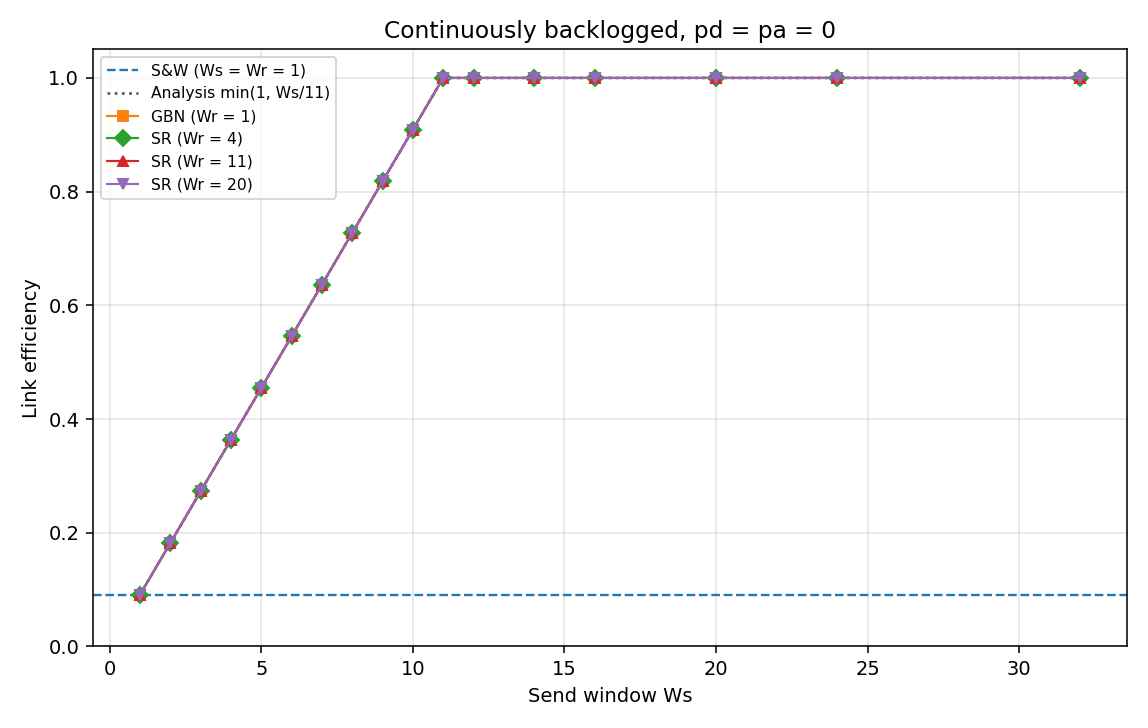 Continuously backlogged, pd = pa = 0
S&W (Ws = Wr = 1)
Analysis min(1, Ws/11)
GBN (Wr = 1)
SR (Wr = 4)
SR (Wr = 11)
SR (Wr = 20)
Link efficiency
1.0
0.8
0.6
0.4
0.2
0.0
0 5 10 15 20 25 30
Send window Ws